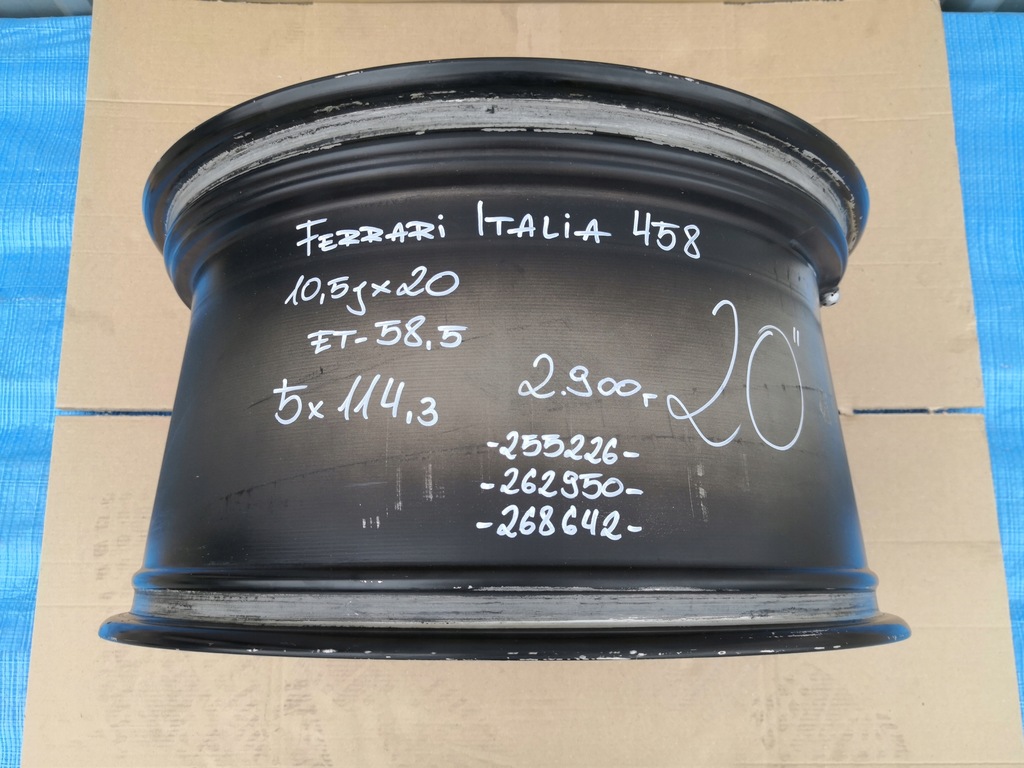 FERRARi ITALiA 458
10,5j×20
ET-58,5
5×114,3
2.900,-
20"
-255226-
-262950-
-268642-